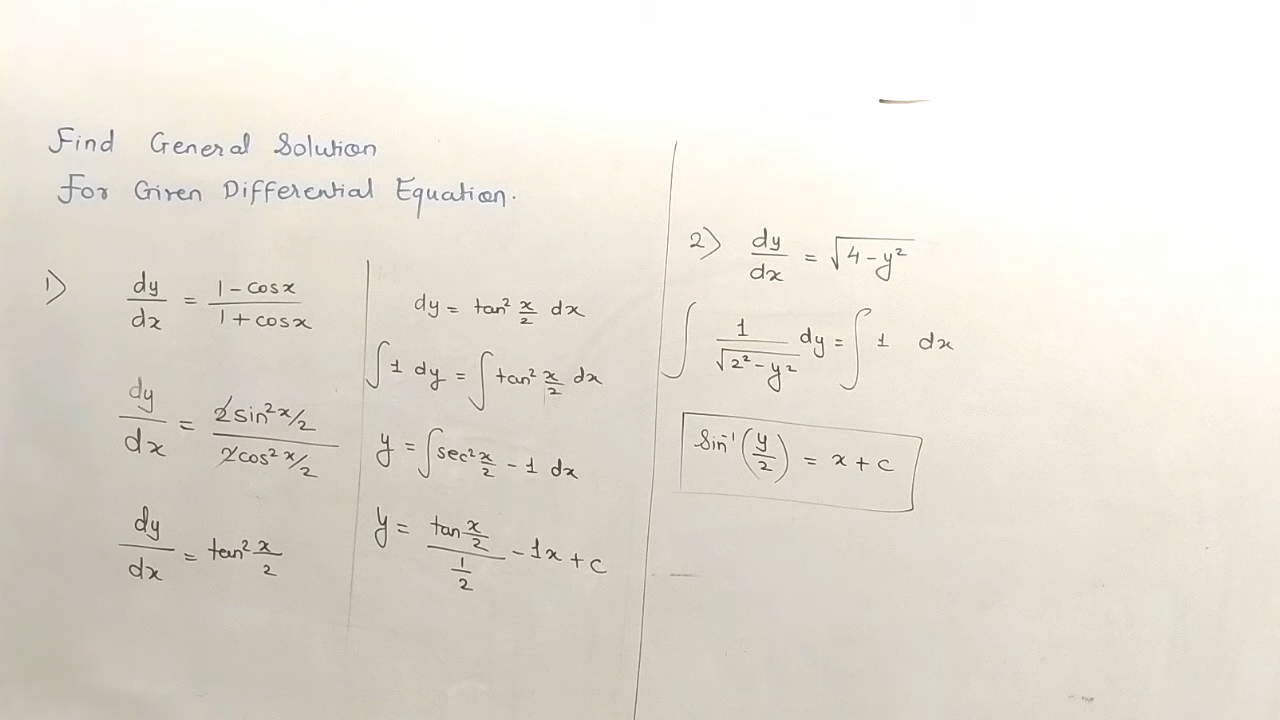 Find General Solution
For Given Differential Equation.
1) dy/dx = (1 - cosx)/(1 + cosx)
dy/dx = 2sin²x/2 / 2cos²x/2
dy/dx = tan² x/2
dy = tan² x/2 dx
∫1 dy = ∫tan² x/2 dx
y = ∫sec² x/2 - 1 dx
y = (tan x/2)/(1/2) - 1x + c
2) dy/dx = √(4 - y²)
∫ 1/√(2² - y²) dy = ∫ 1 dx
Sin⁻¹(y/2) = x + c